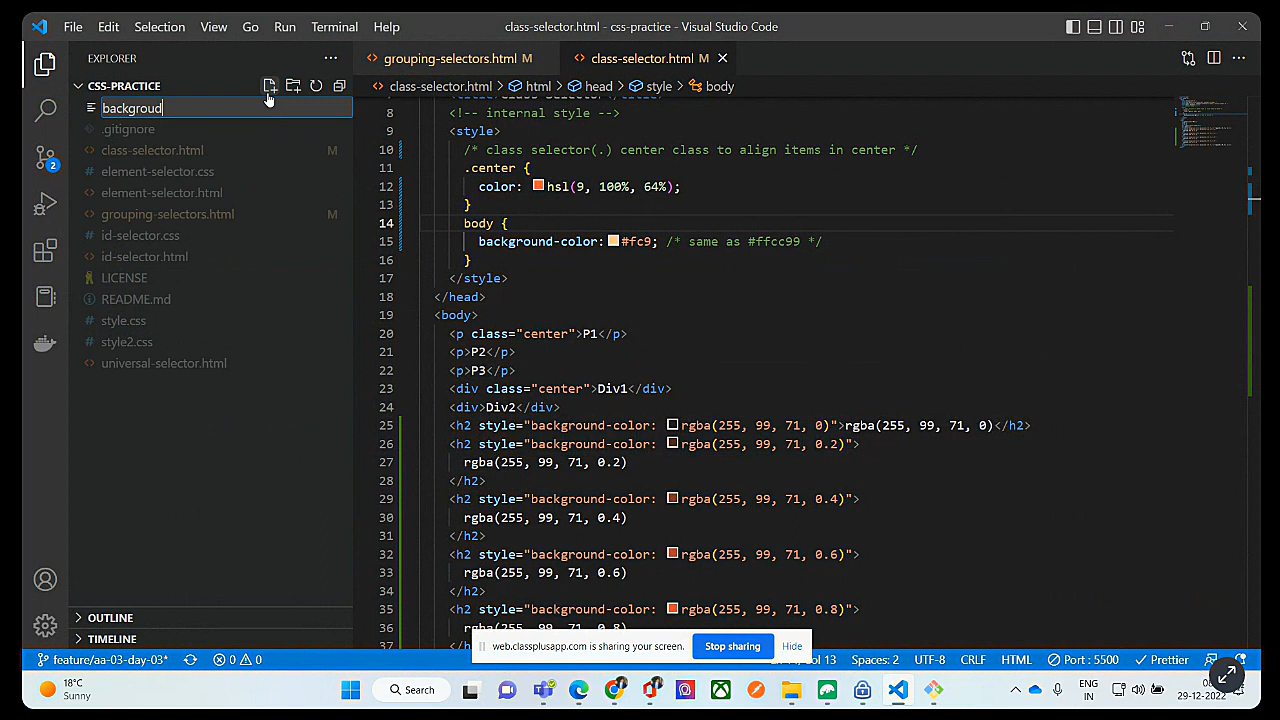 File Edit Selection View Go Run Terminal Help class-selector.html - css-practice - Visual Studio Code
EXPLORER
grouping-selectors.html M class-selector.html M
CSS-PRACTICE
class-selector.html > html > head > style > body
backgroud
.gitignore
class-selector.html M
element-selector.css
element-selector.html
grouping-selectors.html M
id-selector.css
id-selector.html
LICENSE
README.md
style.css
style2.css
universal-selector.html
OUTLINE
TIMELINE
2
8 <!-- internal style -->
9 <style>
10 /* class selector(.) center class to align items in center */
11 .center {
12 color: hsl(9, 100%, 64%);
13 }
14 body {
15 background-color: #fc9; /* same as #ffcc99 */
16 }
17 </style>
18 </head>
19 <body>
20 <p class="center">P1</p>
21 <p>P2</p>
22 <p>P3</p>
23 <div class="center">Div1</div>
24 <div>Div2</div>
25 <h2 style="background-color: rgba(255, 99, 71, 0)">rgba(255, 99, 71, 0)</h2>
26 <h2 style="background-color: rgba(255, 99, 71, 0.2)">
27 rgba(255, 99, 71, 0.2)
28 </h2>
29 <h2 style="background-color: rgba(255, 99, 71, 0.4)">
30 rgba(255, 99, 71, 0.4)
31 </h2>
32 <h2 style="background-color: rgba(255, 99, 71, 0.6)">
33 rgba(255, 99, 71, 0.6)
34 </h2>
35 <h2 style="background-color: rgba(255, 99, 71, 0.8)">
36 rgba(255, 99, 71, 0.8)
37
web.classplusapp.com is sharing your screen. Stop sharing Hide
feature/aa-03-day-03* 0 0 13 Spaces: 2 UTF-8 CRLF HTML Port : 5500 Prettier
18°C
Sunny
Search
ENG
IN
29-12-2022